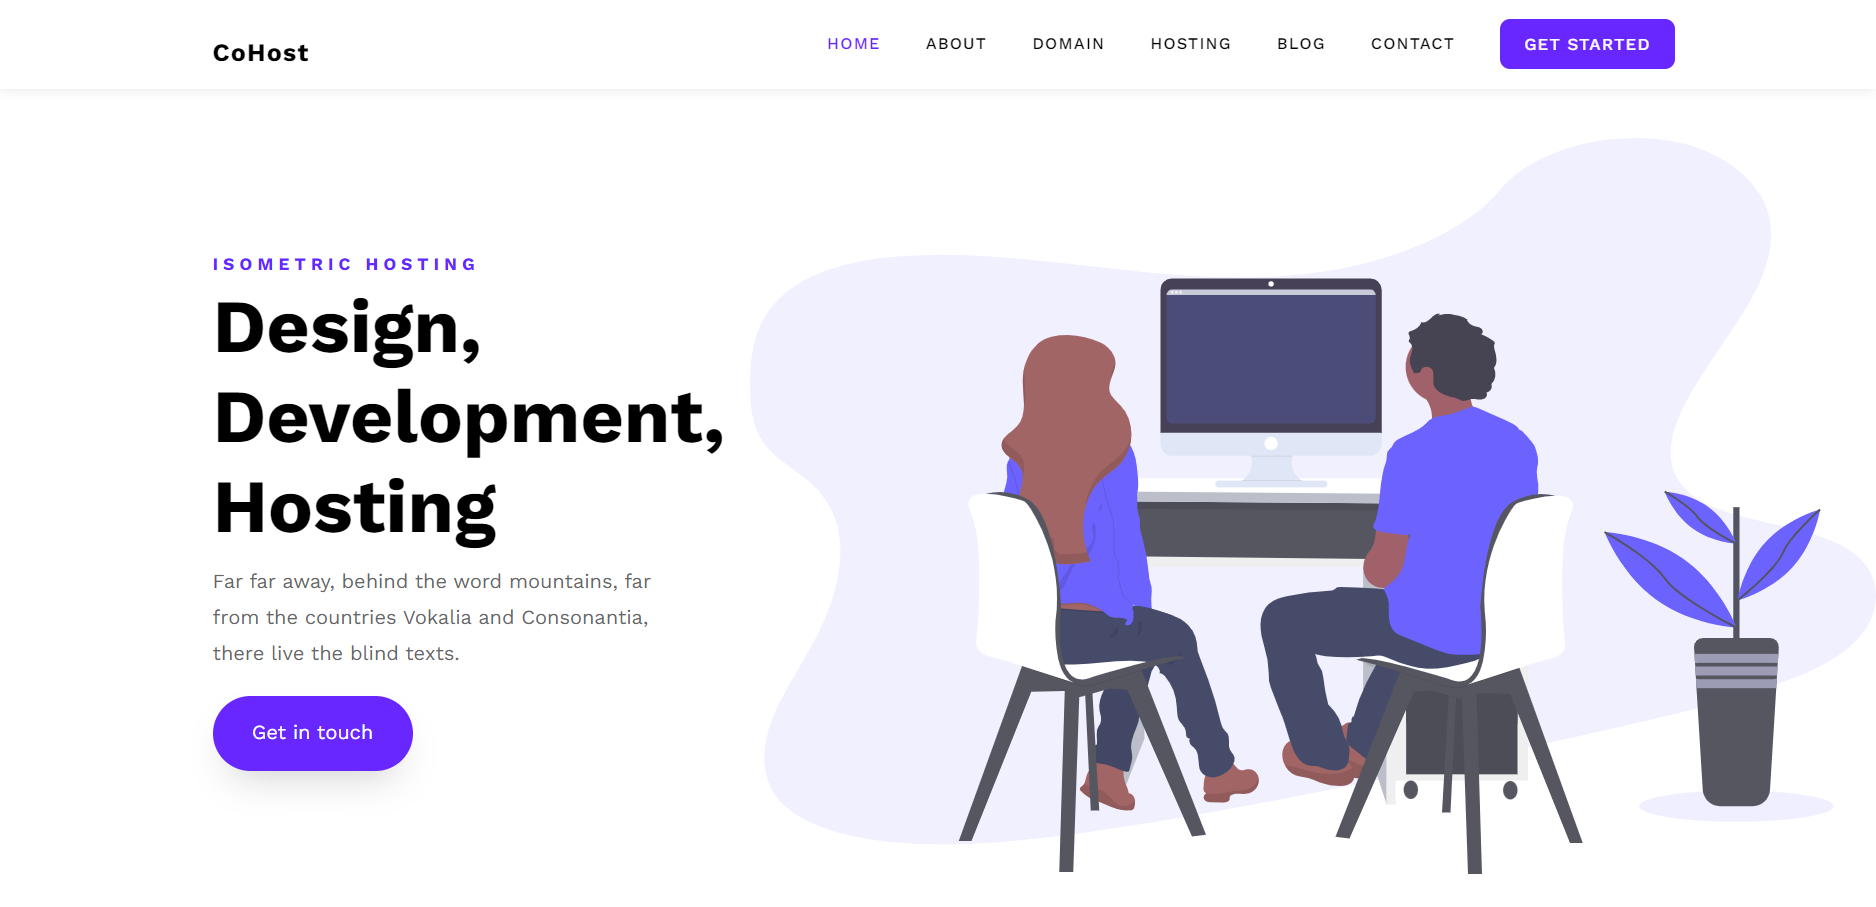 CoHost
HOME ABOUT DOMAIN HOSTING BLOG CONTACT GET STARTED
ISOMETRIC HOSTING
Design,
Development,
Hosting
Far far away, behind the word mountains, far
from the countries Vokalia and Consonantia,
there live the blind texts.
Get in touch